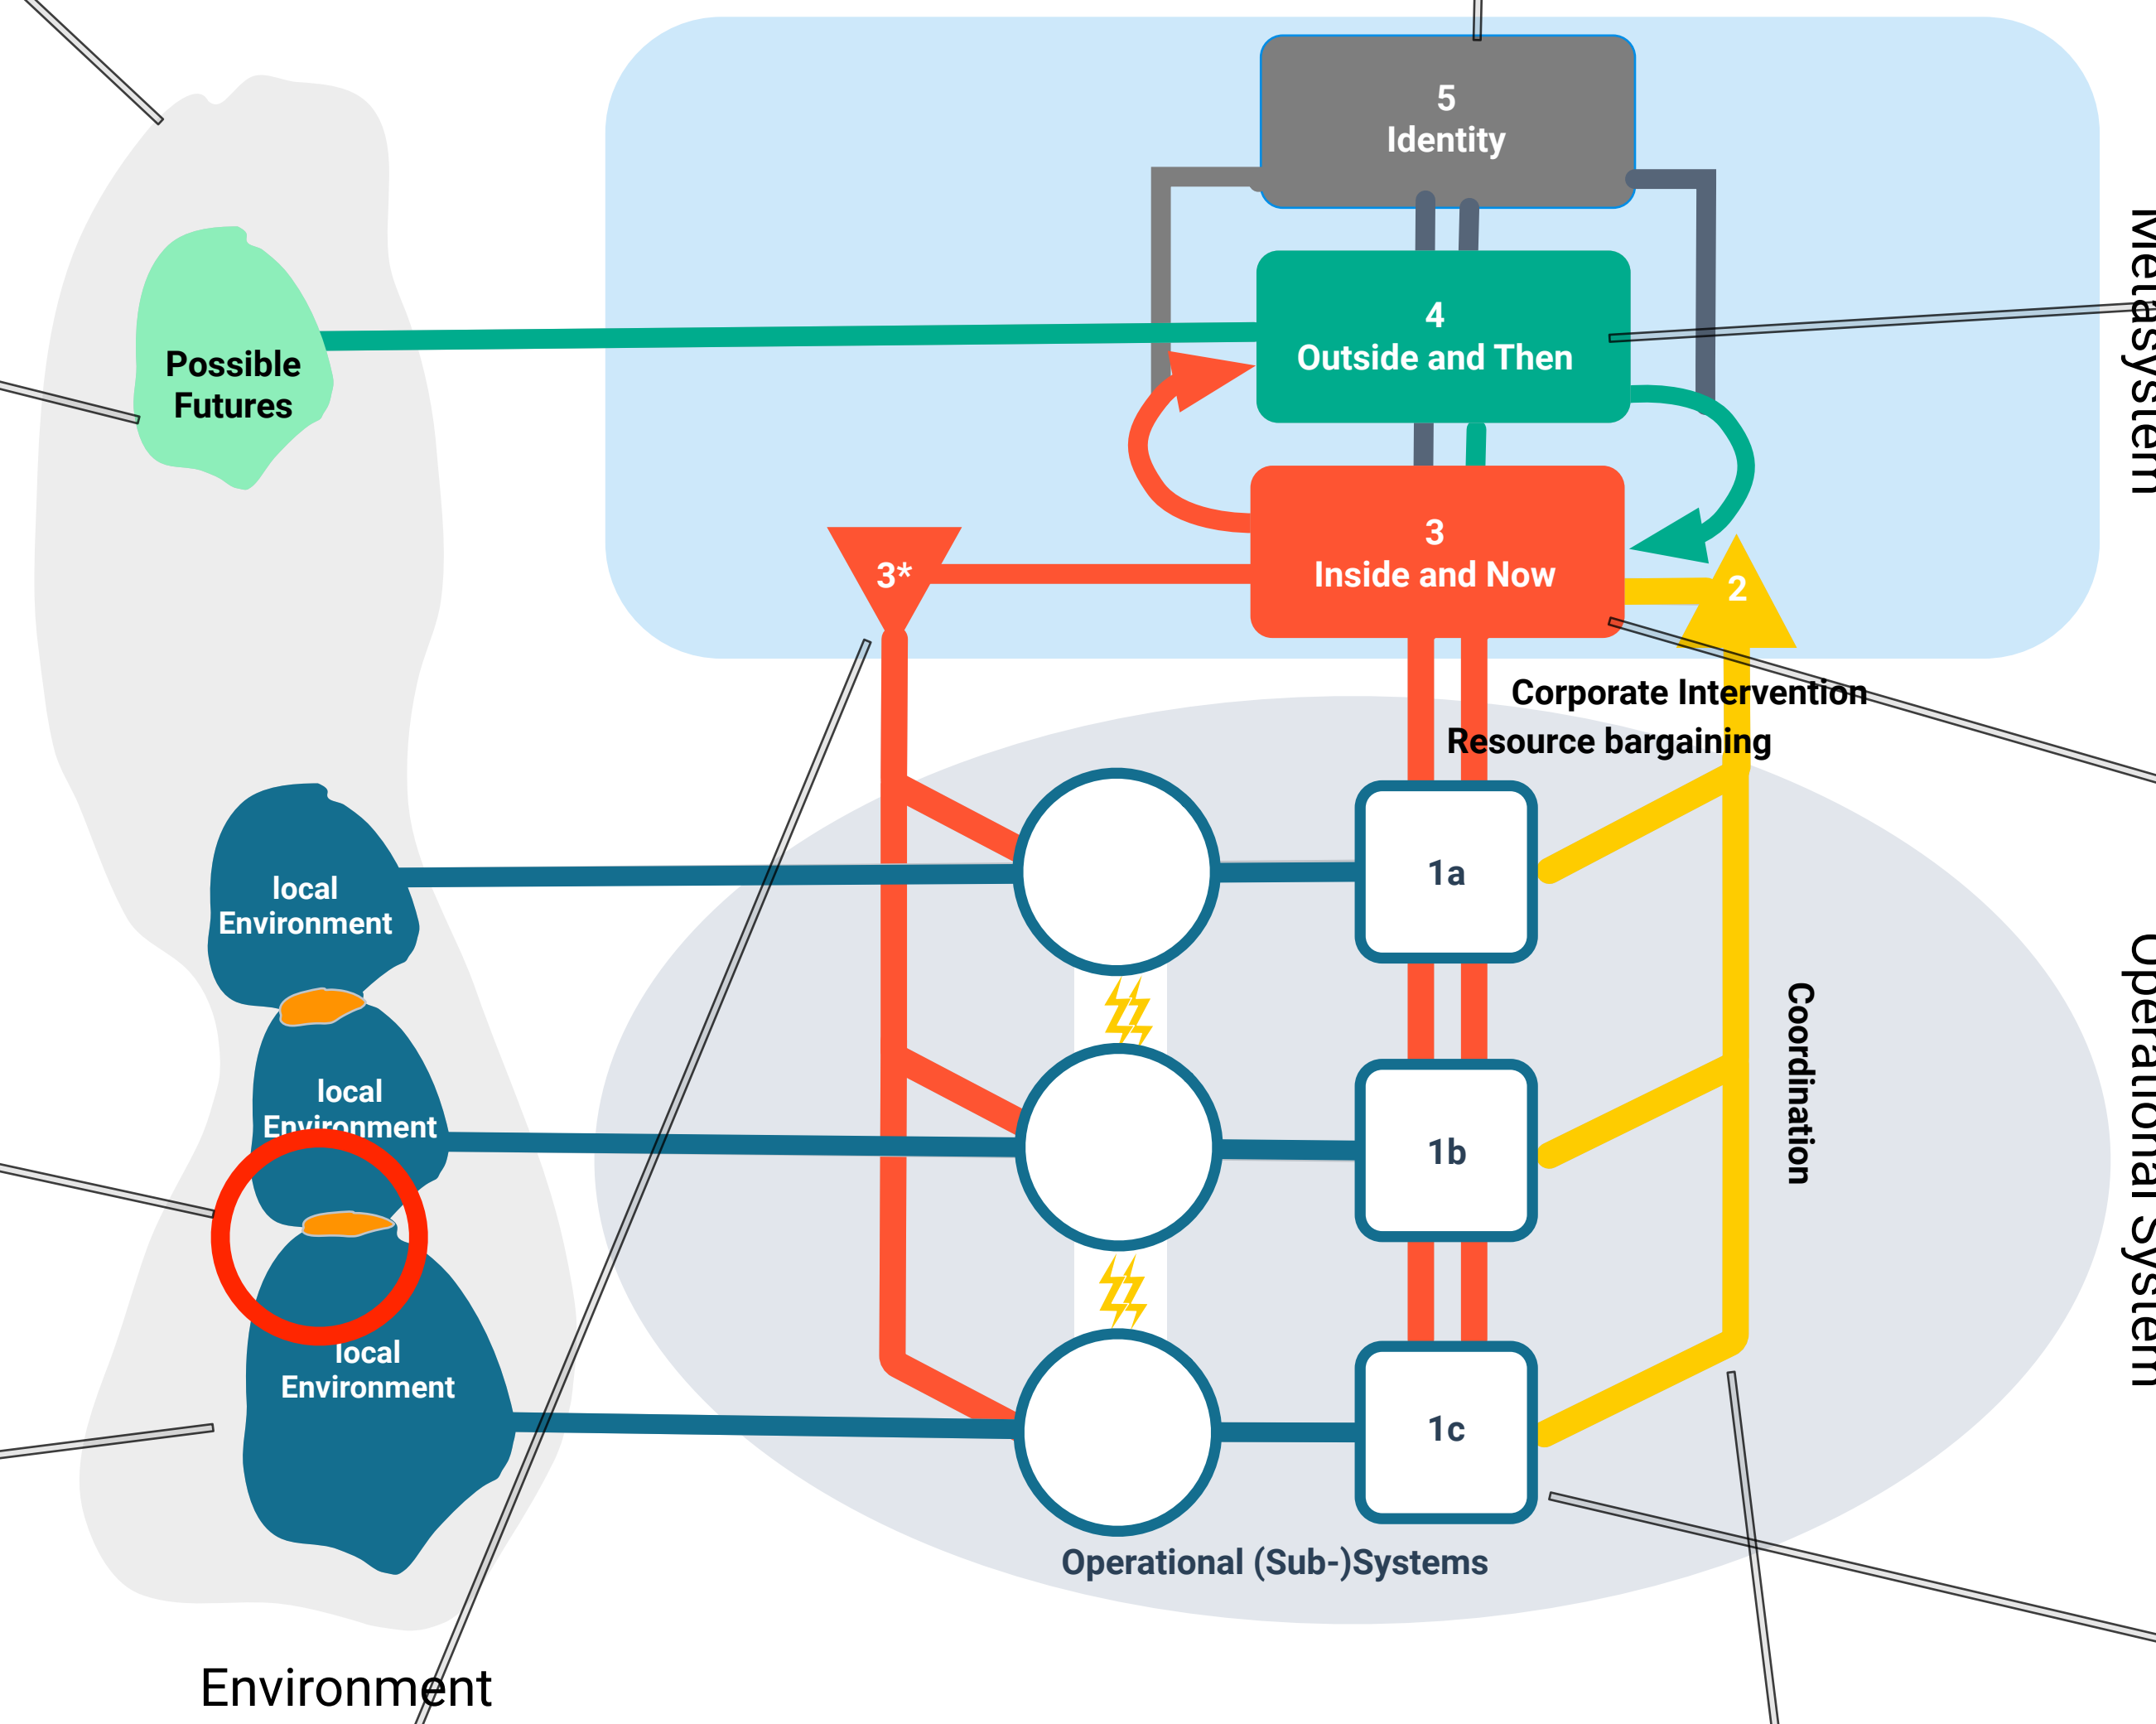 5
Identity
4
Outside and Then
Possible
Futures
3
Inside and Now
3*
2
Metasystem
Corporate Intervention
Resource bargaining
1a
local
Environment
1b
local
Environment
Coordination
Operational System
1c
local
Environment
Operational (Sub-)Systems
Environment